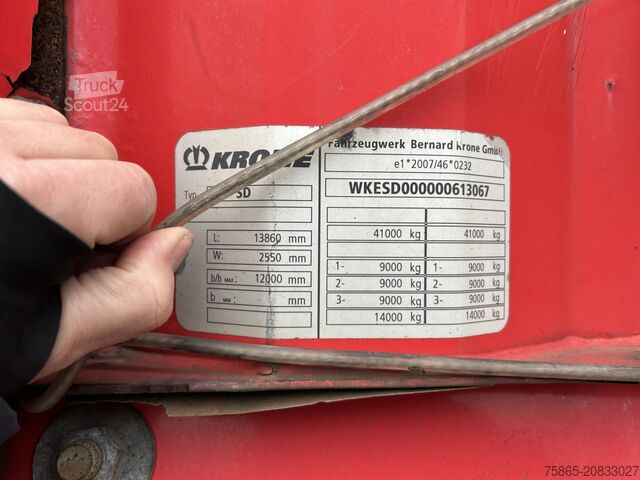 Truck
Scout24
KRONE
Fahrzeugwerk Bernard Krone GmbH
e1*2007/46*0232
Typ SD
WKESD000000613067
L: 13860 mm
W: 2550 mm
b/b MAX: 12000 mm
b MIN: mm
41000 kg 41000 kg
1- 9000 kg 1- 9000 kg
2- 9000 kg 2- 9000 kg
3- 9000 kg 3- 9000 kg
14000 kg 14000 kg
75865-20833027